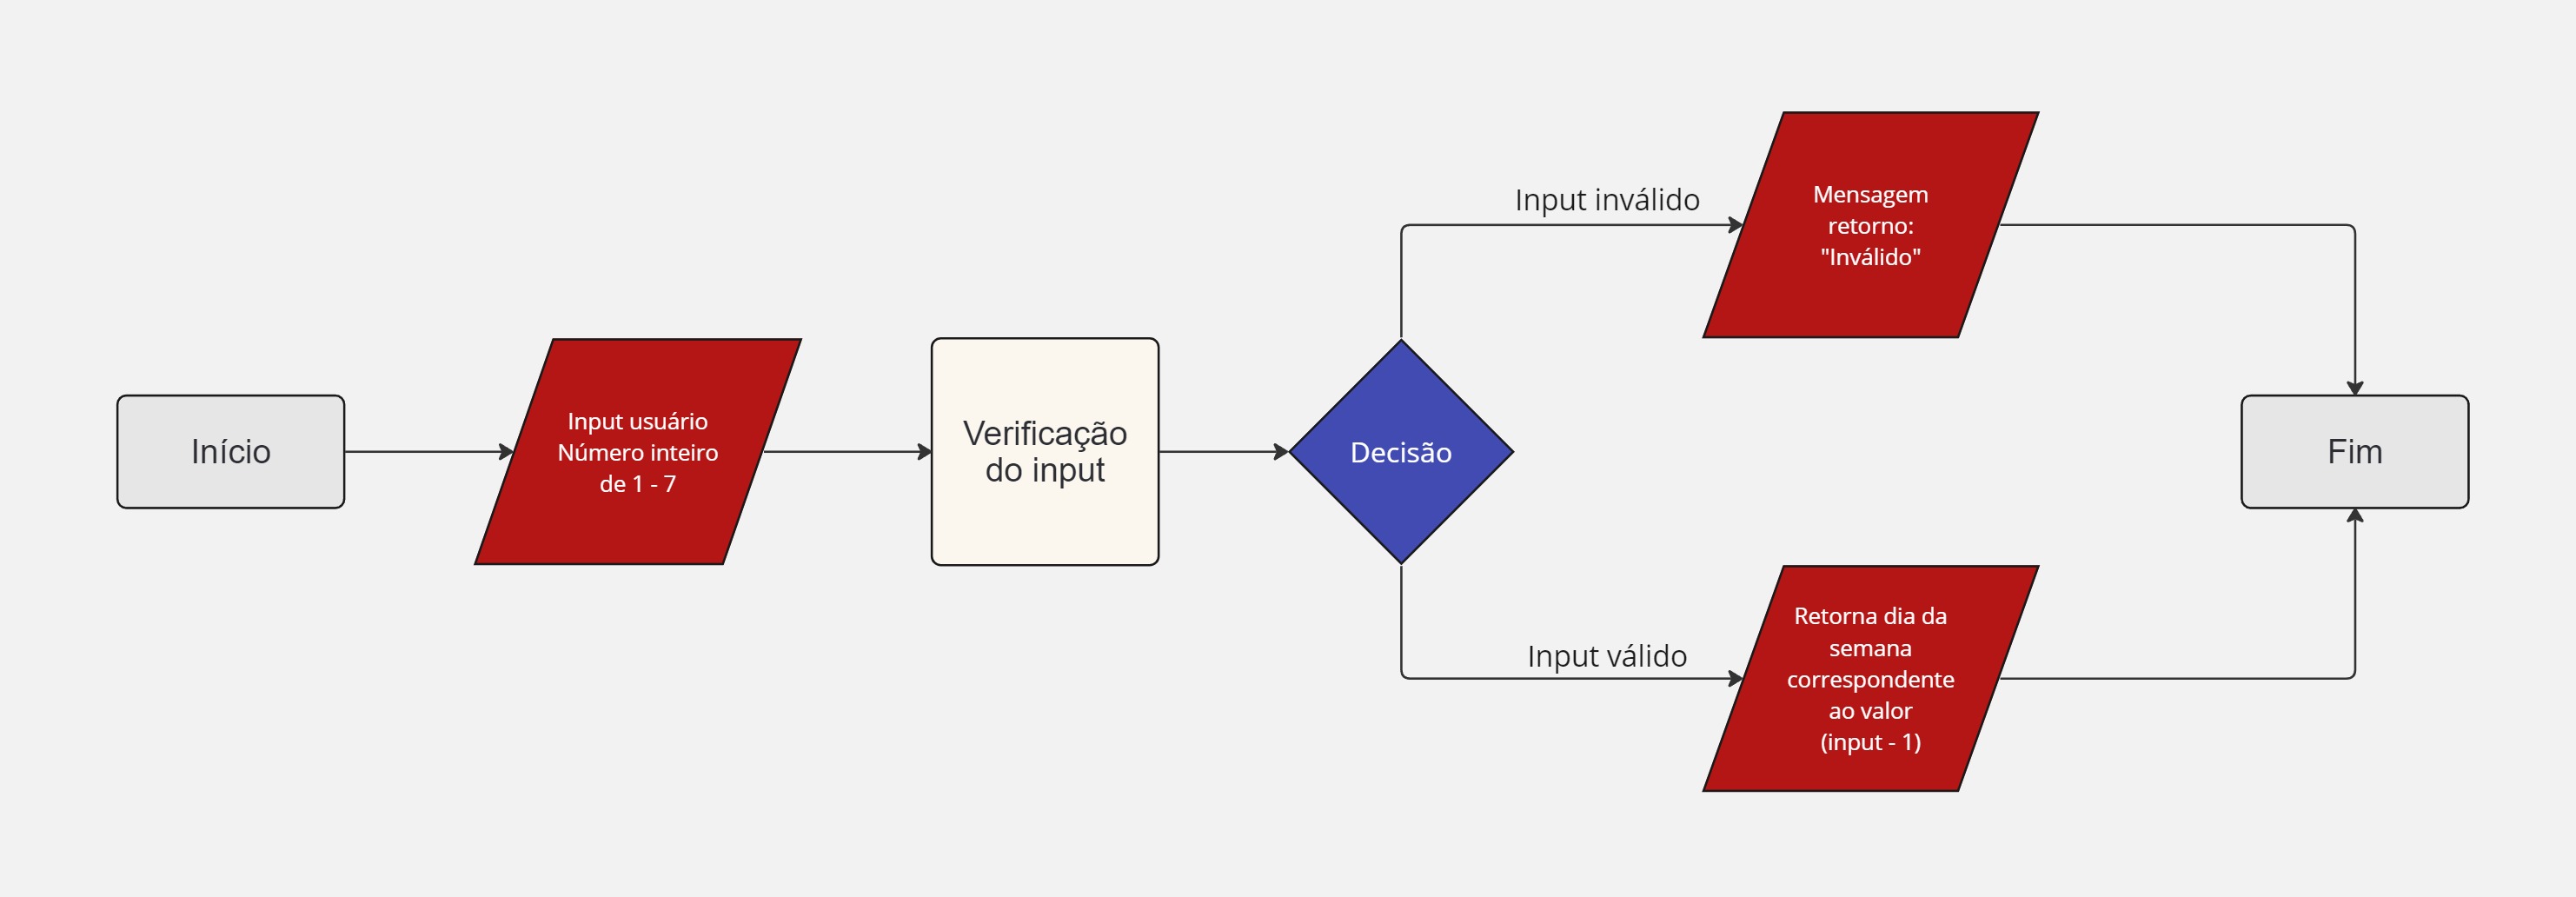 Início
Input usuário
Número inteiro
de 1 - 7
Verificação
do input
Decisão
Input inválido
Mensagem
retorno:
"Inválido"
Input válido
Retorna dia da
semana
correspondente
ao valor
(input - 1)
Fim